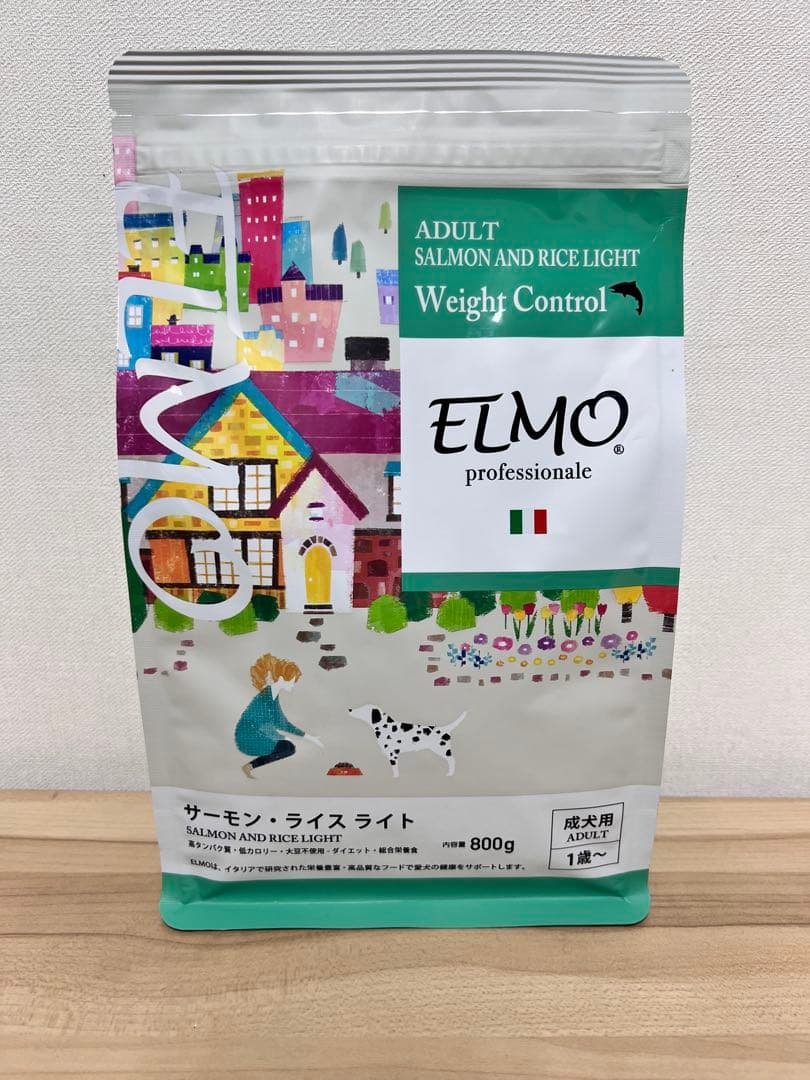 ELMO
ADULT
SALMON AND RICE LIGHT
Weight Control
ELMO®
professionale
サーモン・ライス ライト
SALMON AND RICE LIGHT
高タンパク質・低カロリー・大豆不使用 - ダイエット・総合栄養食
内容量 800g
ELMOは、イタリアで研究された栄養豊富・高品質なフードで愛犬の健康をサポートします。
成犬用
ADULT
1歳〜